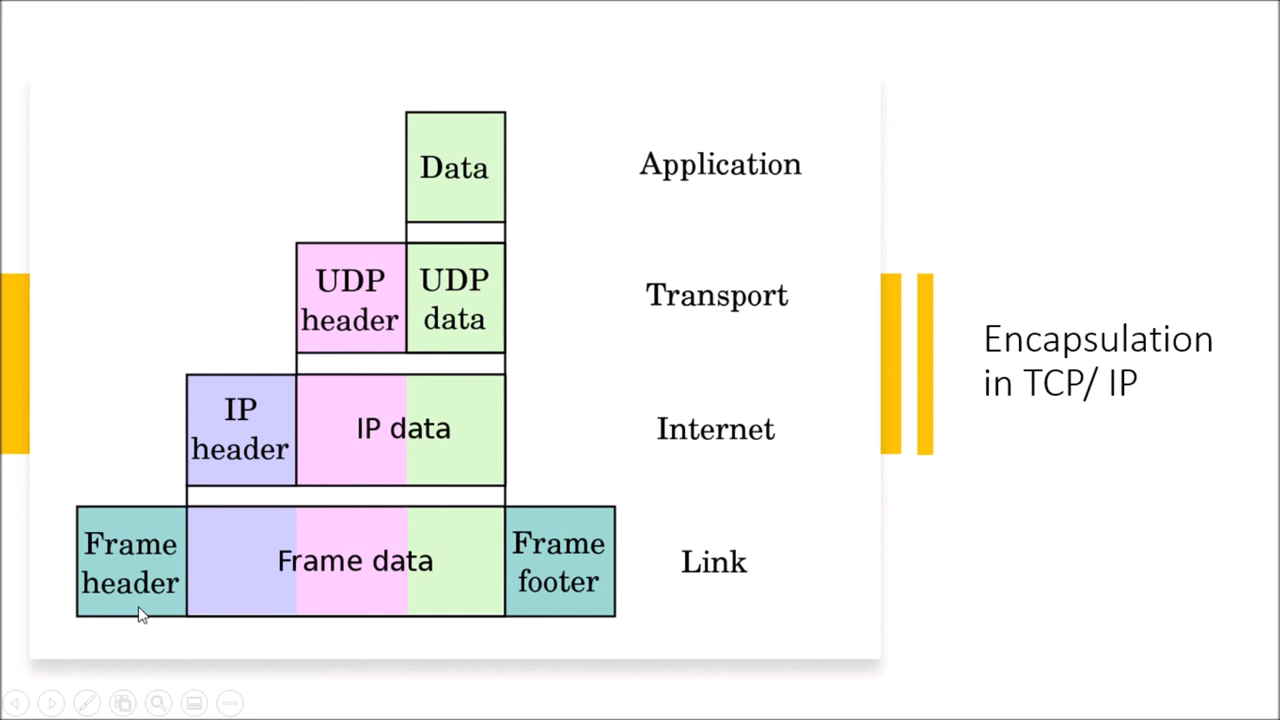 Data
Application
UDP
header
UDP
data
Transport
IP
header
IP data
Internet
Frame
header
Frame data
Frame
footer
Link
Encapsulation
in TCP/ IP